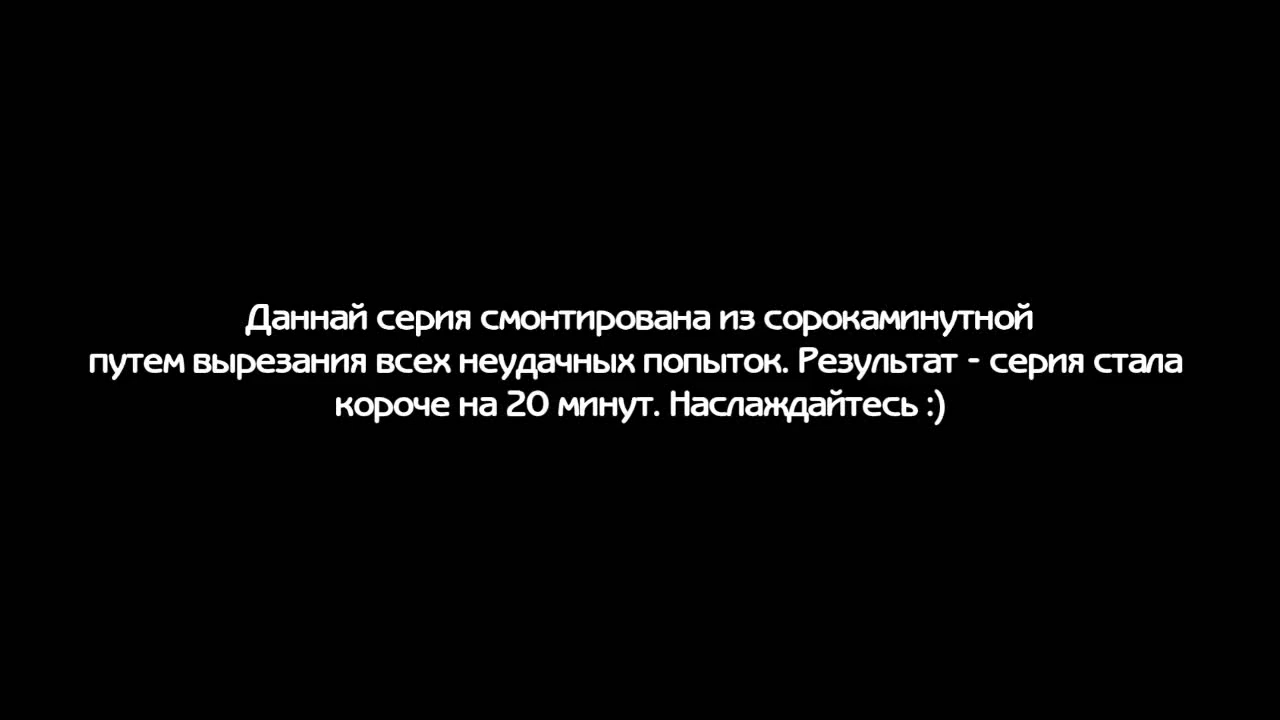 Даннай серия смонтирована из сорокаминутной
путем вырезания всех неудачных попыток. Результат - серия стала
короче на 20 минут. Наслаждайтесь :)